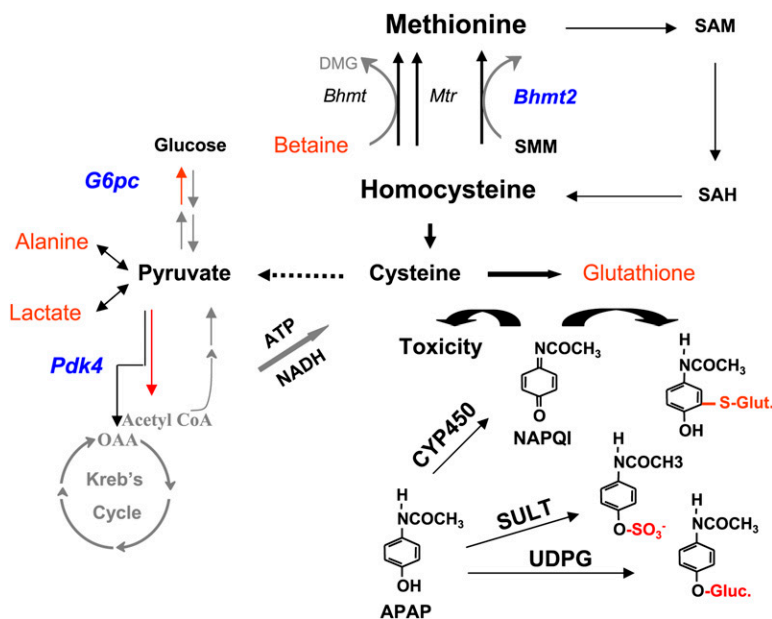 Methionine
SAM
DMG
Bhmt
Mtr
Bhmt2
Glucose
Betaine
SMM
G6pc
Homocysteine
SAH
Alanine
Pyruvate
Cysteine
Glutathione
Lactate
ATP
NADH
Toxicity
NCOCH3
H
NCOCH3
Pdk4
O
NAPQI
S-Glut.
OH
Acetyl CoA
OAA
CYP450
Kreb's
Cycle
H
NCOCH3
H
NCOCH3
SULT
O-SO3-
H
NCOCH3
UDPG
OH
O-Gluc.
APAP